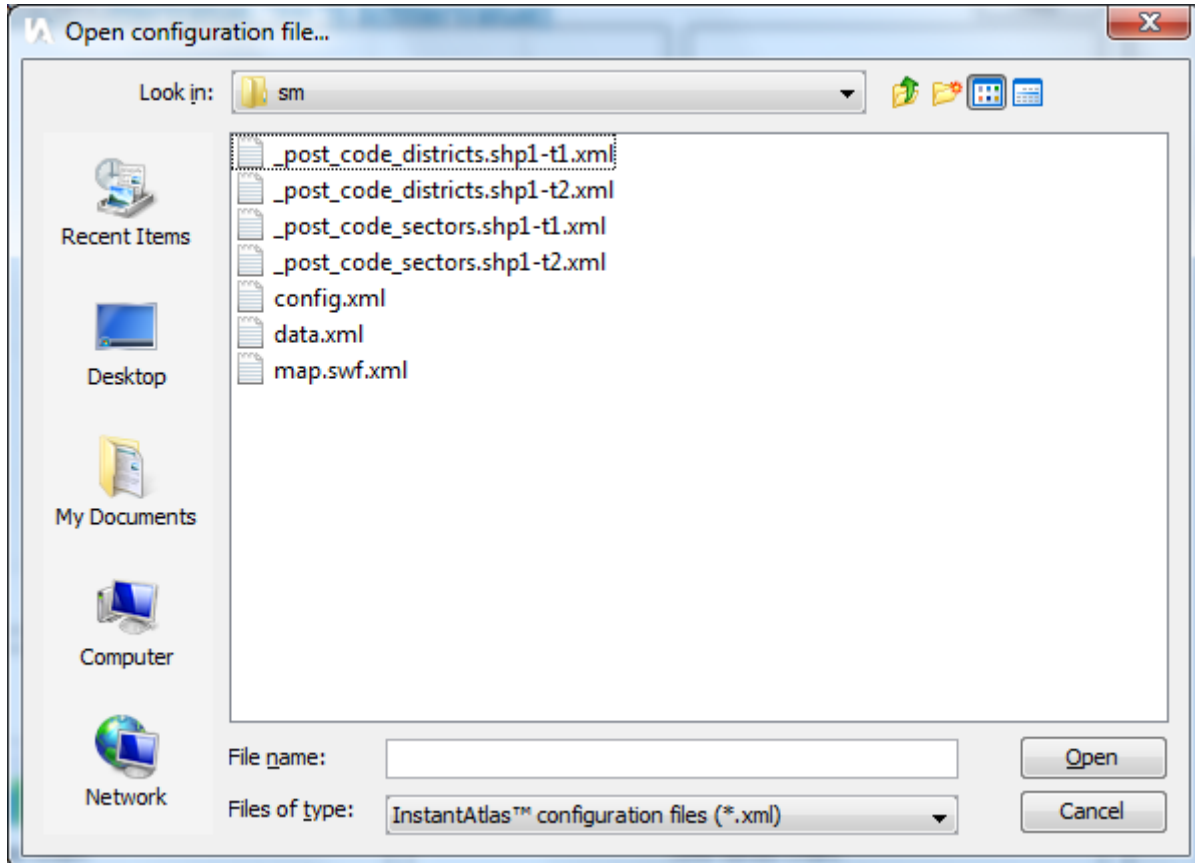 Open configuration file...
Look in: sm
_post_code_districts.shp1-t1.xml
_post_code_districts.shp1-t2.xml
_post_code_sectors.shp1-t1.xml
_post_code_sectors.shp1-t2.xml
config.xml
data.xml
map.swf.xml
Recent Items
Desktop
My Documents
Computer
Network
File name:
Open
Files of type: InstantAtlas™ configuration files (*.xml)
Cancel